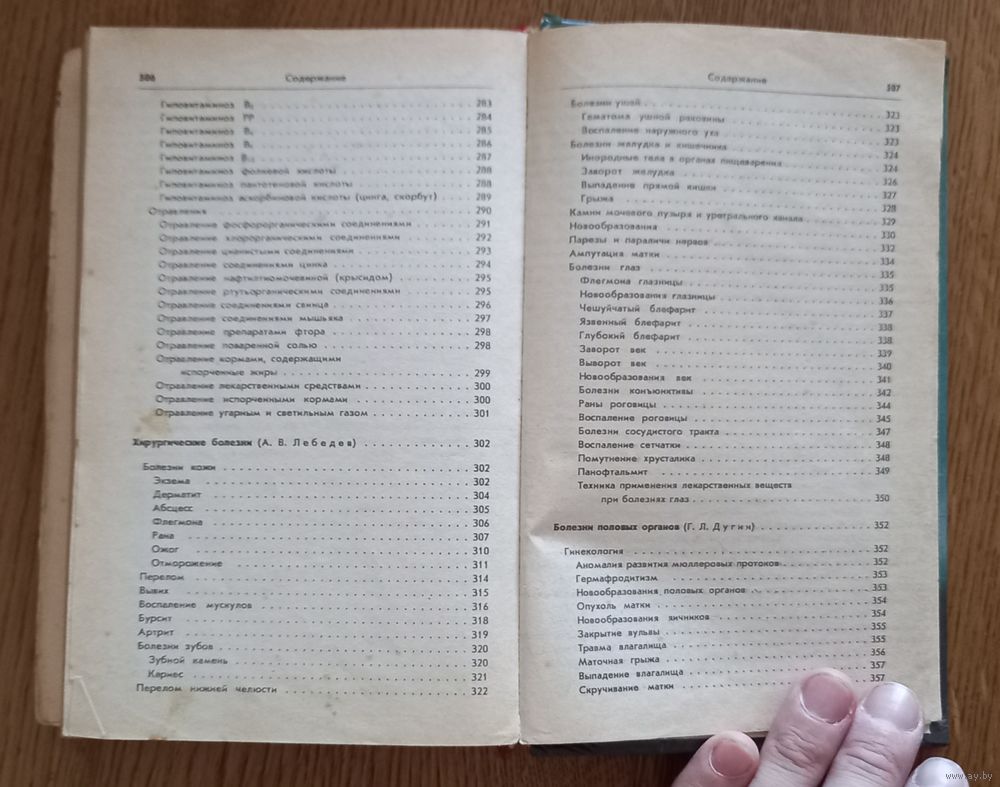 506 Содержание
Гиповитаминоз
Гиповитаминоз РР 284
Гиповитаминоз 285
Гиповитаминоз 286
Гиповитаминоз B₁₂ 287
Гиповитаминоз фолиевой кислоты 288
Гиповитаминоз пантотеновой кислоты 288
Гиповитаминоз аскорбиновой кислоты (цинга, скорбут) 289
Отравления 290
Отравление фосфорорганическими соединениями 291
Отравление хлорорганическими соединениями 292
Отравление цианистыми соединениями 293
Отравление соединениями цинка 294
Отравление нафтилтиомочевиной (крысидом) 295
Отравление ртутьорганическими соединениями 295
Отравление соединениями свинца 296
Отравление соединениями мышьяка 297
Отравление препаратами фтора 298
Отравление поваренной солью 298
Отравление кормами, содержащими
испорченные жиры 299
Отравление лекарственными средствами 300
Отравление испорченными кормами 300
Отравление угарным и светильным газом 301
Хирургические болезни (А. В. Лебедев) 302
Болезни кожи 302
Экзема 302
Дерматит 304
Абсцесс 305
Флегмона 306
Рана 307
Ожог 310
Отморожение 311
Перелом 314
Вывих 315
Воспаление мускулов 316
Бурсит 318
Артрит 319
Болезни зубов 320
Зубной камень 320
Кариес 321
Перелом нижней челюсти 322
Содержание 507
Болезни ушей 323
Гематома ушной раковины 323
Воспаление наружного уха 323
Болезни желудка и кишечника 324
Инородные тела в органах пищеварения 324
Заворот желудка 326
Выпадение прямой кишки 327
Грыжа 328
Камни мочевого пузыря и уретрального канала 329
Новообразования 330
Парезы и параличи нервов 332
Ампутация матки 334
Болезни глаз 335
Флегмона глазницы 335
Новообразования глазницы 336
Чешуйчатый блефарит 337
Язвенный блефарит 338
Глубокий блефарит 338
Заворот век 339
Выворот век 340
Новообразования век 341
Болезни конъюнктивы 342
Раны роговицы 344
Воспаление роговицы 345
Болезни сосудистого тракта 347
Воспаление сетчатки 348
Помутнение хрусталика 348
Панофтальмит 349
Техника применения лекарственных веществ
при болезнях глаз 350
Болезни половых органов (Г. Л. Дугин) 352
Гинекология 352
Аномалия развития мюллеровых протоков 352
Гермафродитизм 353
Новообразования половых органов 353
Опухоль матки 354
Новообразования яичников 354
Закрытие вульвы 355
Травма влагалища 355
Маточная грыжа 356
Выпадение влагалища 357
Скручивание матки 357
www.ay.by